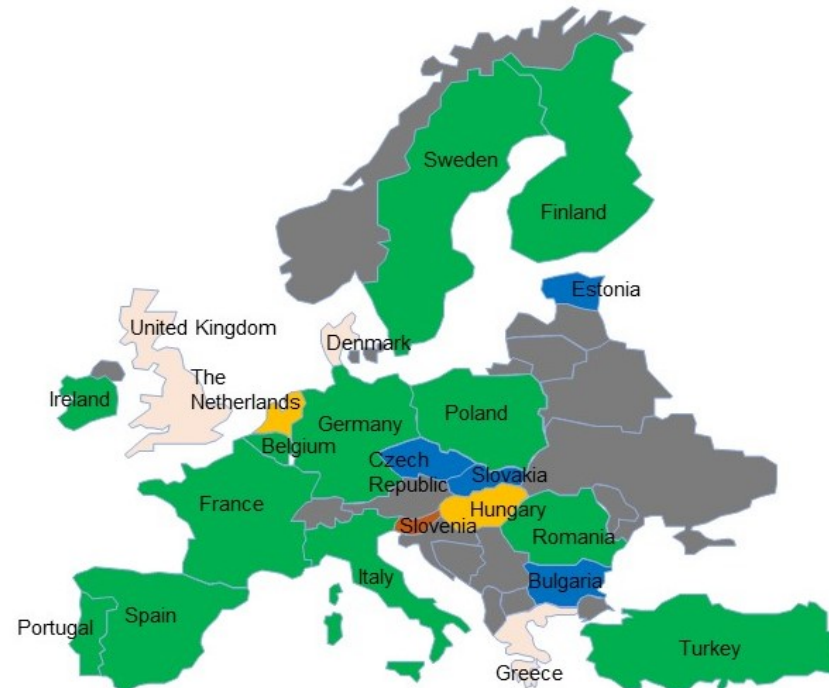 Sweden
Finland
Estonia
United Kingdom
Denmark
The
Netherlands
Ireland
Germany
Poland
Belgium
Czech
Republic
Slovakia
France
Hungary
Slovenia
Romania
Italy
Bulgaria
Portugal
Spain
Turkey
Greece